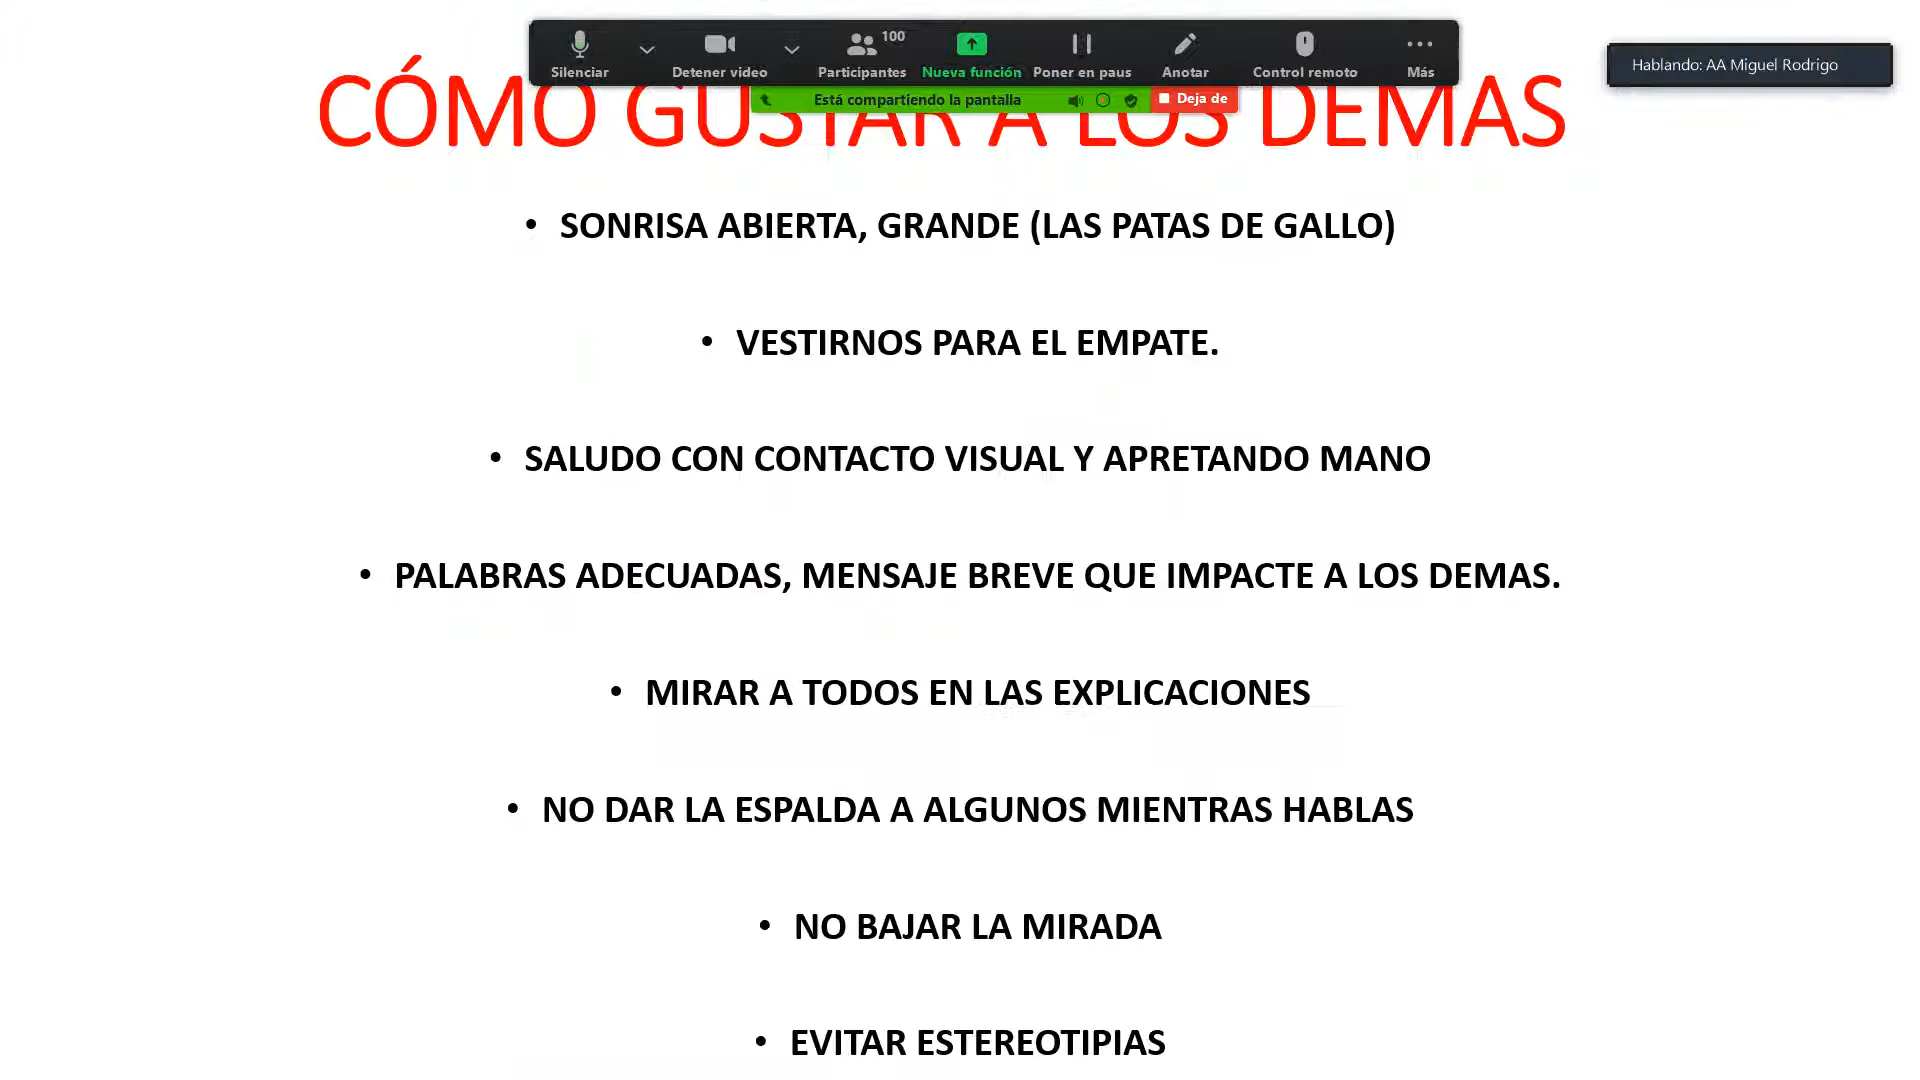 100
Silenciar
Detener video
Participantes
Nueva función
Poner en paus
Anotar
Control remoto
Más
Hablando: AA Miguel Rodrigo
Está compartiendo la pantalla
Deja de
CÓMO GUSTAR A LOS DEMAS
• SONRISA ABIERTA, GRANDE (LAS PATAS DE GALLO)
• VESTIRNOS PARA EL EMPATE.
• SALUDO CON CONTACTO VISUAL Y APRETANDO MANO
• PALABRAS ADECUADAS, MENSAJE BREVE QUE IMPACTE A LOS DEMAS.
• MIRAR A TODOS EN LAS EXPLICACIONES
• NO DAR LA ESPALDA A ALGUNOS MIENTRAS HABLAS
• NO BAJAR LA MIRADA
• EVITAR ESTEREOTIPIAS